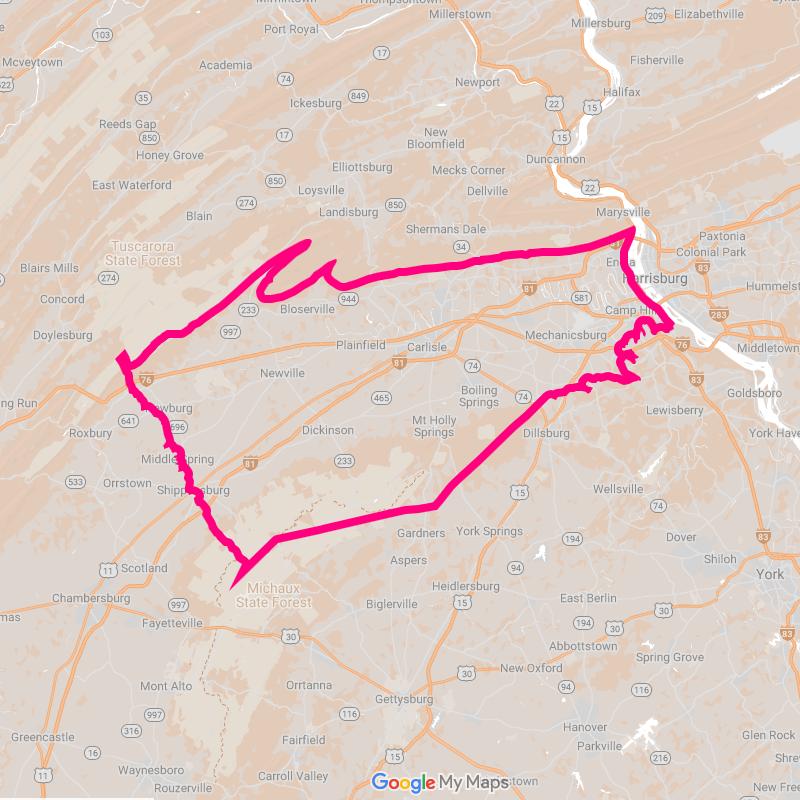 Thompsontown
Millerstown
Millersburg
209
Elizabethville
Port Royal
103
Mcveytown
522
Academia
17
Fisherville
Newport
35
74
849
Ickesburg
22
15
Halifax
Reeds Gap
850
17
New
Bloomfield
15
Honey Grove
Duncannon
Elliottsburg
Mecks Corner
East Waterford
850
Loysville
Dellville
22
274
Landisburg
850
Blain
Marysville
Shermans Dale
Paxtonia
Tuscarora
State Forest
34
Enola
Colonial Park
83
Blairs Mills
274
Harrisburg
81
Hummelst
Concord
944
581
233
Bloserville
Camp Hill
283
Doylesburg
997
Mechanicsburg
76
Middletown
Plainfield
Carlisle
81
74
83
76
Newville
Goldsboro
ng Run
465
Boiling
Springs
74
Lewisberry
wburg
641
696
Mt Holly
Springs
York Haven
Roxbury
Dickinson
Dillsburg
Middle Spring
81
233
533
Orrstown
Shippensburg
15
Wellsville
74
Gardners
York Springs
194
Dover
83
Aspers
Shiloh
11
Scotland
94
York
Michaux
State Forest
Heidlersburg
Chambersburg
997
Biglerville
15
East Berlin
30
mas
Fayetteville
194
30
30
83
Abbottstown
Spring Grove
30
New Oxford
Mont Alto
Orrtanna
94
116
Gettysburg
997
116
Hanover
316
Greencastle
Fairfield
Parkville
Glen Rock
16
15
216
Waynesboro
Carroll Valley
11
Rouzerville
Google My Maps
stown
New Free